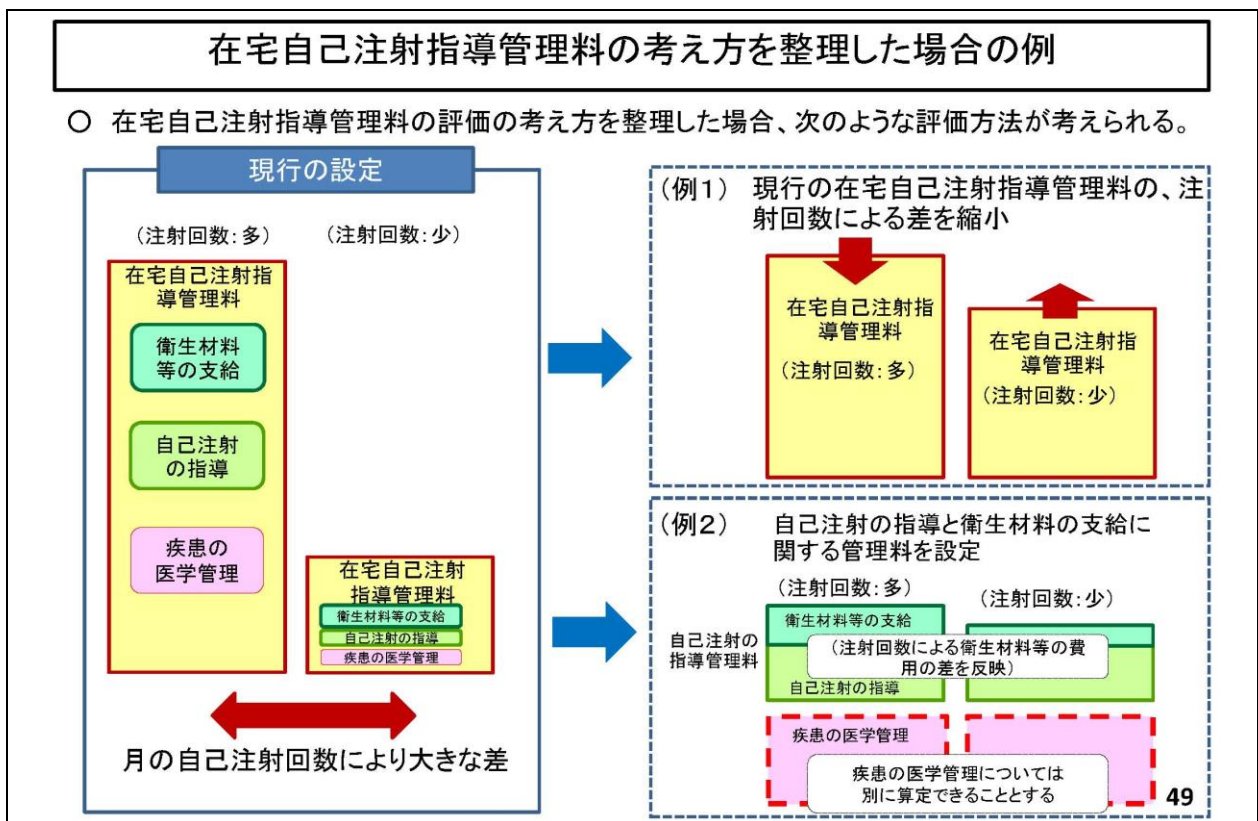 在宅自己注射指導管理料の考え方を整理した場合の例
○ 在宅自己注射指導管理料の評価の考え方を整理した場合、次のような評価方法が考えられる。
現行の設定
(注射回数:多)
(注射回数:少)
在宅自己注射指
導管理料
衛生材料
等の支給
自己注射
の指導
疾患の
医学管理
在宅自己注射
指導管理料
衛生材料等の支給
自己注射の指導
疾患の医学管理
月の自己注射回数により大きな差
(例1) 現行の在宅自己注射指導管理料の、注
射回数による差を縮小
在宅自己注射指
導管理料
(注射回数:多)
在宅自己注射指
導管理料
(注射回数:少)
(例2) 自己注射の指導と衛生材料の支給に
関する管理料を設定
(注射回数:多)
(注射回数:少)
自己注射の
指導管理料
衛生材料等の支給
(注射回数による衛生材料等の費
用の差を反映)
自己注射の指導
疾患の医学管理
疾患の医学管理については
別に算定できることとする
49